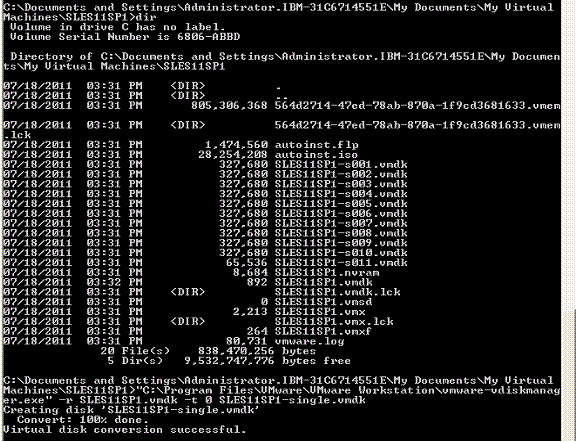 C:\Documents and Settings\Administrator.IBM-31C6714551E\My Documents\My Virtual
Machines\SLES11SP1>dir
 Volume in drive C has no label.
 Volume Serial Number is 6806-ABBD
 Directory of C:\Documents and Settings\Administrator.IBM-31C6714551E\My Documen
ts\My Virtual Machines\SLES11SP1
07/18/2011  03:31 PM    <DIR>          .
07/18/2011  03:31 PM    <DIR>          ..
07/18/2011  03:31 PM       805,306,368 564d2714-47ed-78ab-870a-1f9cd3681633.vmem
07/18/2011  03:31 PM    <DIR>          564d2714-47ed-78ab-870a-1f9cd3681633.vmem
.lck
07/18/2011  03:31 PM         1,474,560 autoinst.flp
07/18/2011  03:31 PM        28,254,208 autoinst.iso
07/18/2011  03:31 PM           327,680 SLES11SP1-s001.vmdk
07/18/2011  03:31 PM           327,680 SLES11SP1-s002.vmdk
07/18/2011  03:31 PM           327,680 SLES11SP1-s003.vmdk
07/18/2011  03:31 PM           327,680 SLES11SP1-s004.vmdk
07/18/2011  03:31 PM           327,680 SLES11SP1-s005.vmdk
07/18/2011  03:31 PM           327,680 SLES11SP1-s006.vmdk
07/18/2011  03:31 PM           327,680 SLES11SP1-s007.vmdk
07/18/2011  03:31 PM           327,680 SLES11SP1-s008.vmdk
07/18/2011  03:31 PM           327,680 SLES11SP1-s009.vmdk
07/18/2011  03:31 PM           327,680 SLES11SP1-s010.vmdk
07/18/2011  03:31 PM            65,536 SLES11SP1-s011.vmdk
07/18/2011  03:31 PM             8,684 SLES11SP1.nvram
07/18/2011  03:32 PM               892 SLES11SP1.vmdk
07/18/2011  03:31 PM    <DIR>          SLES11SP1.vmdk.lck
07/18/2011  03:31 PM                 0 SLES11SP1.vmsd
07/18/2011  03:31 PM             2,213 SLES11SP1.vmx
07/18/2011  03:31 PM    <DIR>          SLES11SP1.vmx.lck
07/18/2011  03:31 PM               264 SLES11SP1.vmxf
07/18/2011  03:31 PM            80,731 vmware.log
              20 File(s)    838,470,256 bytes
               5 Dir(s)   9,532,747,776 bytes free
C:\Documents and Settings\Administrator.IBM-31C6714551E\My Documents\My Virtual
Machines\SLES11SP1>"C:\Program Files\VMware\VMware Workstation\vmware-vdiskmanag
er.exe" -r SLES11SP1.vmdk -t 0 SLES11SP1-single.vmdk
Creating disk 'SLES11SP1-single.vmdk'
  Convert: 100% done.
Virtual disk conversion successful.